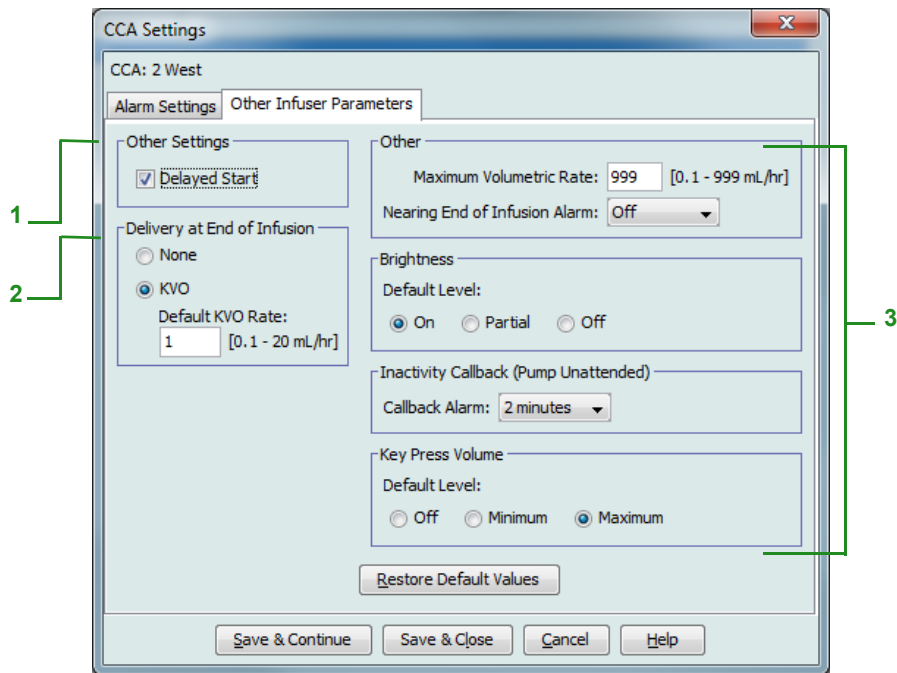 CCA Settings
X
CCA: 2 West
Alarm Settings
Other Infuser Parameters
1
Other Settings
Delayed Start
2
Delivery at End of Infusion
None
KVO
Default KVO Rate:
1 [0.1 - 20 mL/hr]
Other
Maximum Volumetric Rate: 999 [0.1 - 999 mL/hr]
Nearing End of Infusion Alarm: Off
Brightness
Default Level:
On Partial Off
Inactivity Callback (Pump Unattended)
Callback Alarm: 2 minutes
Key Press Volume
Default Level:
Off Minimum Maximum
3
Restore Default Values
Save & Continue Save & Close Cancel Help